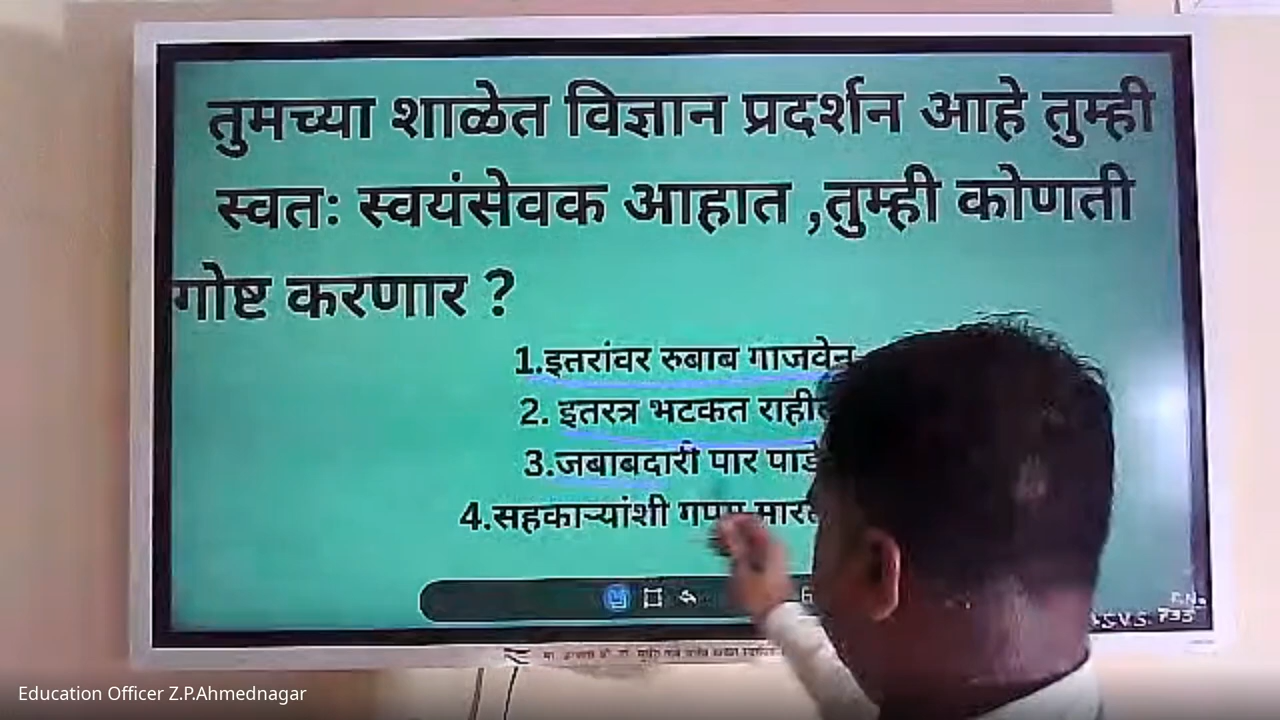 तुमच्या शाळेत विज्ञान प्रदर्शन आहे तुम्ही
स्वतः स्वयंसेवक आहात ,तुम्ही कोणती
गोष्ट करणार ?
1.इतरांवर रुबाब गाजवेन
2. इतरत्र भटकत
3.जबाबदारी पार
4.सहकाऱ्यांशी
735
Education Officer Z.P.Ahmednagar